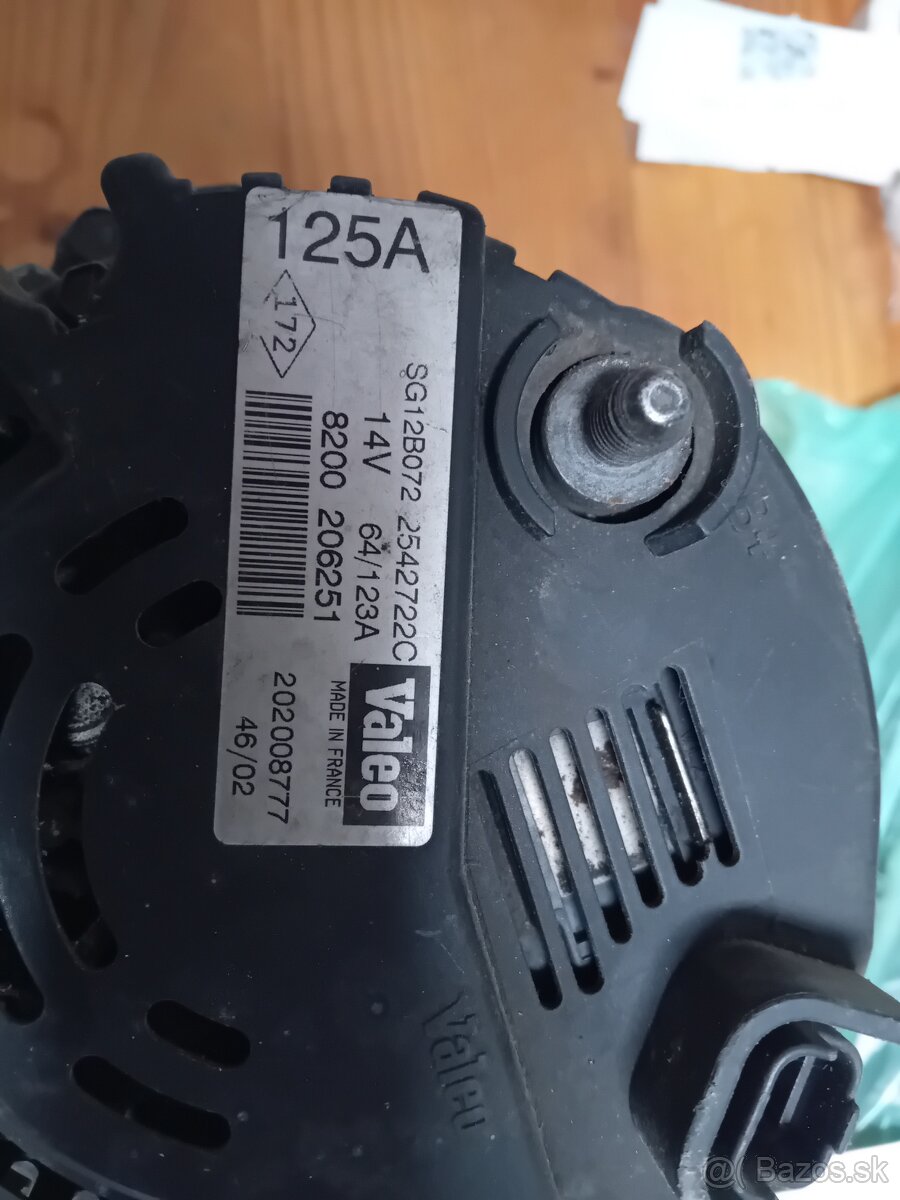 125A
172
SG12B072 2542722C
14V 64/123A
8200 206251
Valeo
MADE IN FRANCE
202008777
46/02
B+
Valeo
@ Bazos.sk